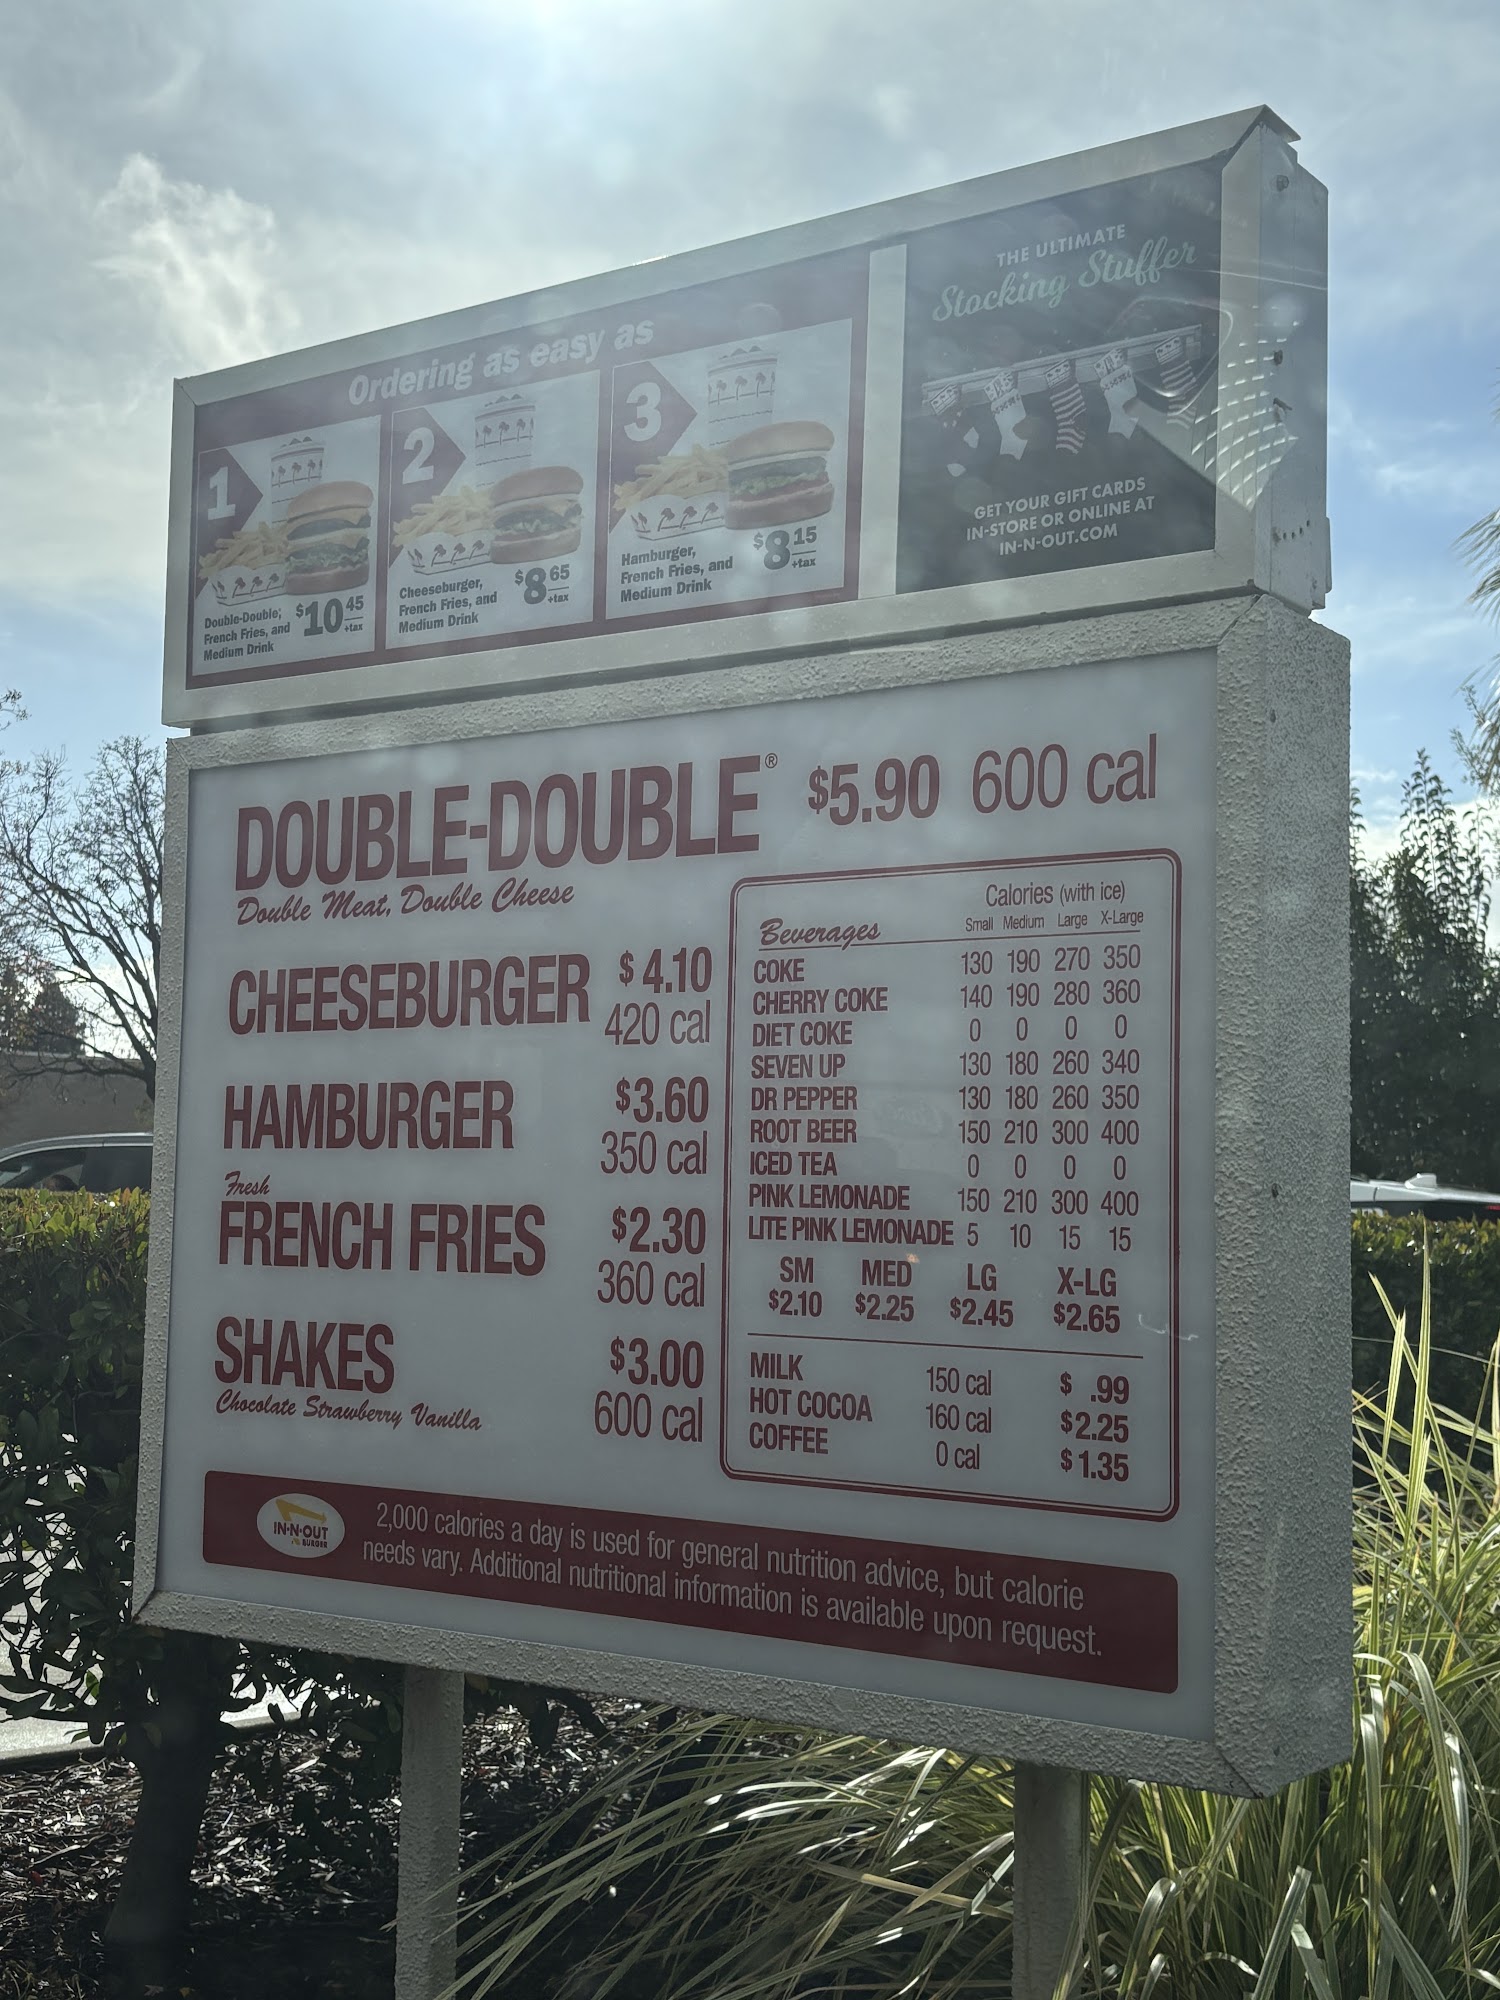 Ordering as easy as
1
Double-Double,
French Fries, and
Medium Drink
$10 45
+tax
2
Cheeseburger,
French Fries, and
Medium Drink
$8 65
+tax
3
Hamburger,
French Fries, and
Medium Drink
$8 15
+tax
THE ULTIMATE
Stocking Stuffer
GET YOUR GIFT CARDS
IN-STORE OR ONLINE AT
IN-N-OUT.COM
DOUBLE-DOUBLE® $5.90 600 cal
Double Meat, Double Cheese
CHEESEBURGER $4.10
420 cal
HAMBURGER $3.60
350 cal
Fresh
FRENCH FRIES $2.30
360 cal
SHAKES $3.00
Chocolate Strawberry Vanilla 600 cal
Calories (with ice)
Beverages Small Medium Large X-Large
COKE 130 190 270 350
CHERRY COKE 140 190 280 360
DIET COKE 0 0 0 0
SEVEN UP 130 180 260 340
DR PEPPER 130 180 260 350
ROOT BEER 150 210 300 400
ICED TEA 0 0 0 0
PINK LEMONADE 150 210 300 400
LITE PINK LEMONADE 5 10 15 15
SM MED LG X-LG
$2.10 $2.25 $2.45 $2.65
MILK 150 cal $ .99
HOT COCOA 160 cal $2.25
COFFEE 0 cal $1.35
IN-N-OUT
BURGER
2,000 calories a day is used for general nutrition advice, but calorie
needs vary. Additional nutritional information is available upon request.